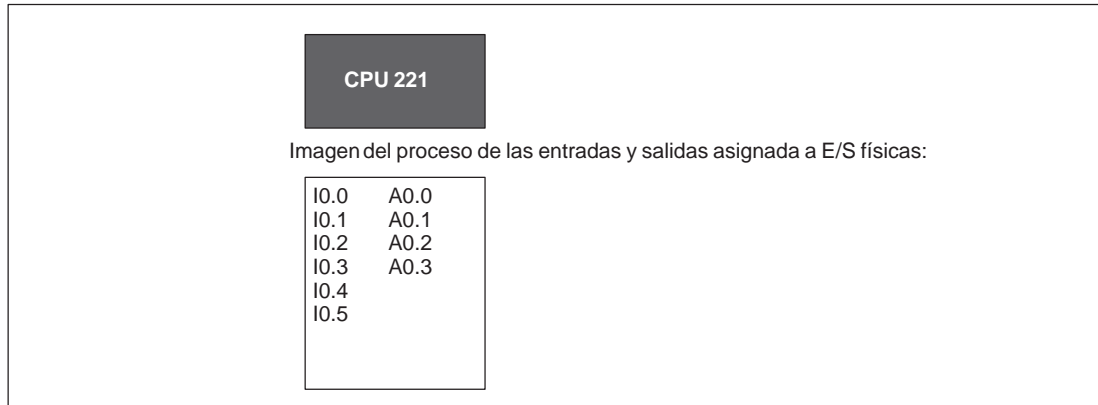 CPU 221
Imagen del proceso de las entradas y salidas asignada a E/S físicas:
I0.0 A0.0
I0.1 A0.1
I0.2 A0.2
I0.3 A0.3
I0.4
I0.5